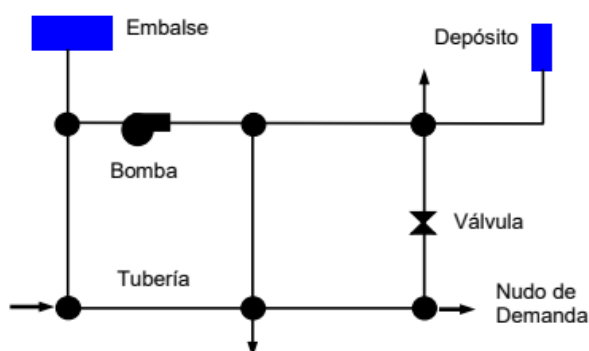 Embalse
Depósito
Bomba
Válvula
Tubería
Nudo de
Demanda